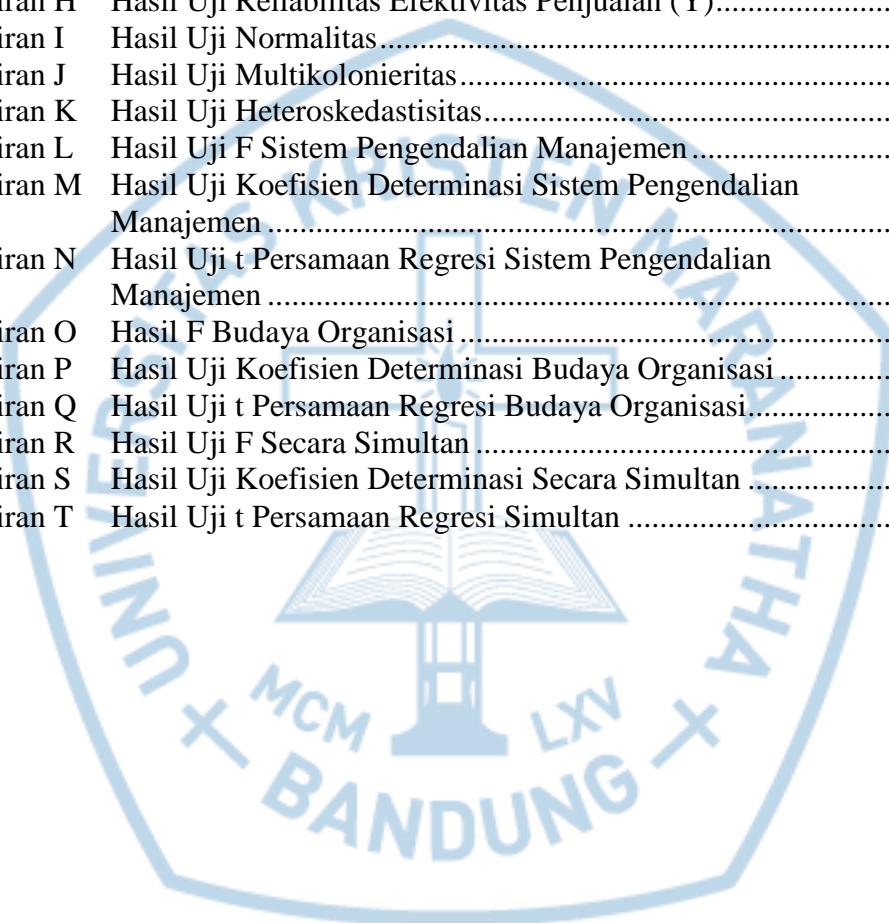 iran H Hasil Uji Reliabilitas Efektivitas Penjualan (Y)
iran I Hasil Uji Normalitas
iran J Hasil Uji Multikolonieritas
iran K Hasil Uji Heteroskedastisitas
iran L Hasil Uji F Sistem Pengendalian Manajemen
iran M Hasil Uji Koefisien Determinasi Sistem Pengendalian
Manajemen
iran N Hasil Uji t Persamaan Regresi Sistem Pengendalian
Manajemen
iran O Hasil F Budaya Organisasi
iran P Hasil Uji Koefisien Determinasi Budaya Organisasi
iran Q Hasil Uji t Persamaan Regresi Budaya Organisasi
iran R Hasil Uji F Secara Simultan
iran S Hasil Uji Koefisien Determinasi Secara Simultan
iran T Hasil Uji t Persamaan Regresi Simultan
UNIVERSITAS KRISTEN MARANATHA
MCM LXV
BANDUNG